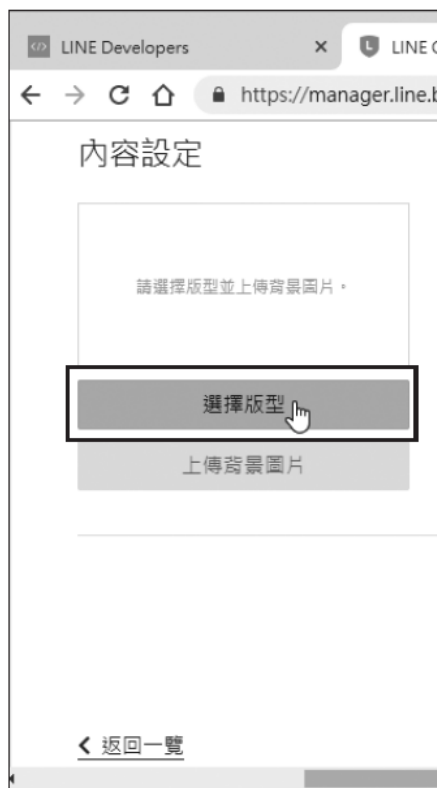 LINE Developers
LINE
https://manager.line.b
內容設定
請選擇版型並上傳背景圖片。
選擇版型
上傳背景圖片
返回一覽